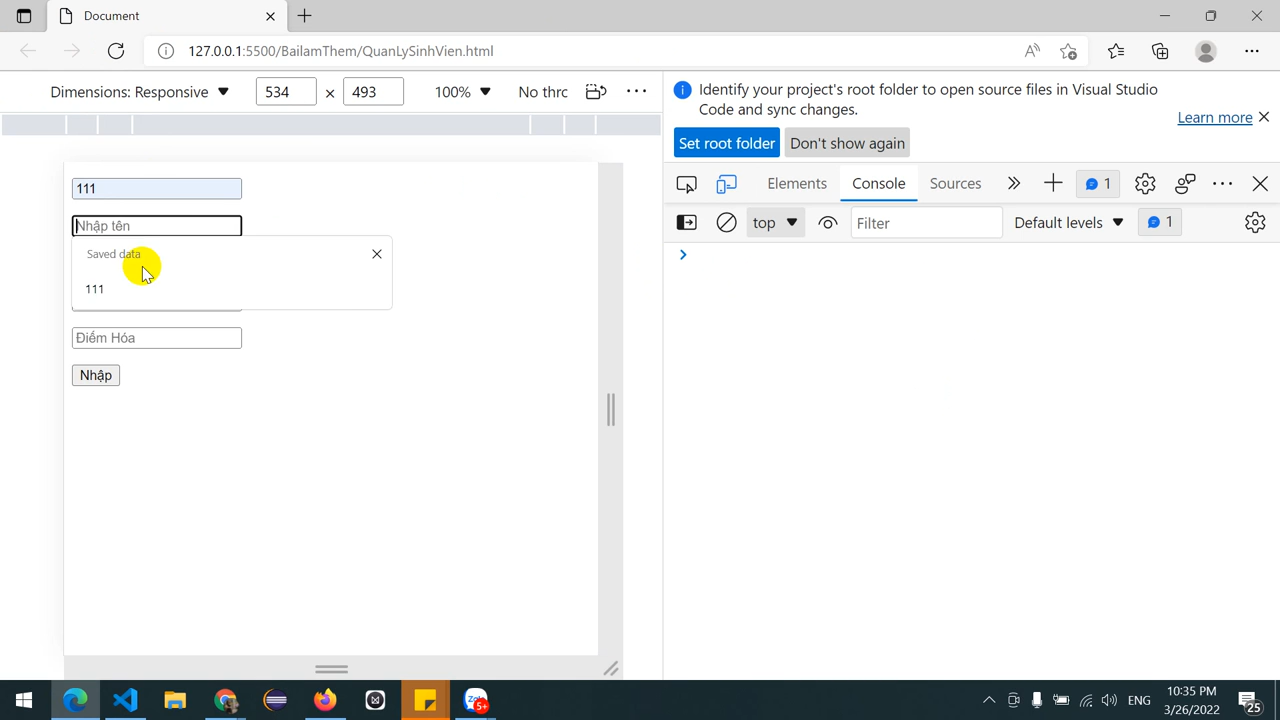 Document
127.0.0.1:5500/BailamThem/QuanLySinhVien.html
Dimensions: Responsive
534 x 493
100%
No thrc
Identify your project's root folder to open source files in Visual Studio
Code and sync changes.
Learn more
Set root folder
Don't show again
Elements
Console
Sources
1
top
Filter
Default levels
1
111
Nhập tên
Saved data
111
Điểm Hóa
Nhập
5+
ENG
10:35 PM
3/26/2022
25